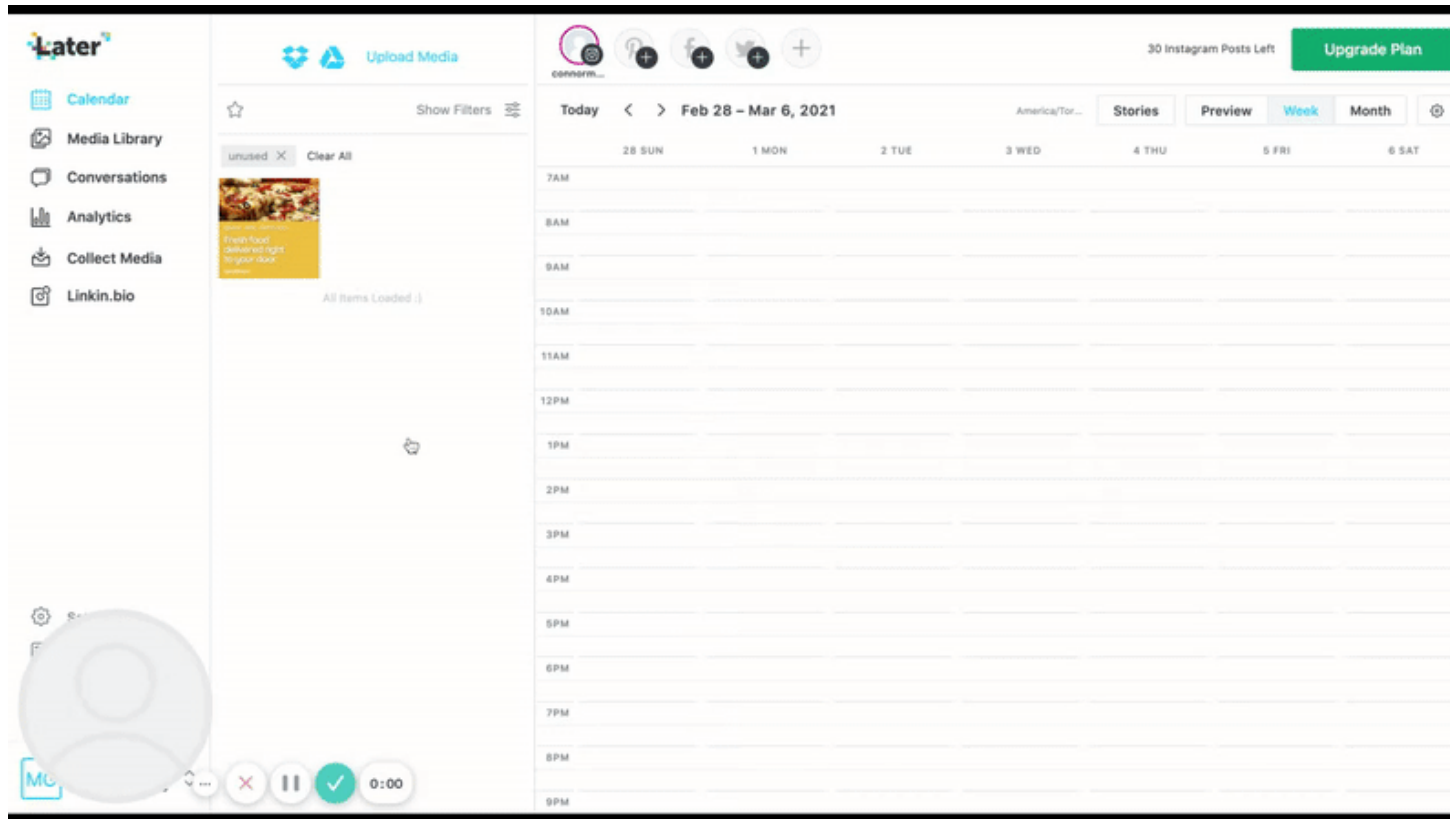 Later
Upload Media
connorm...
30 Instagram Posts Left
Upgrade Plan
Calendar
Media Library
Conversations
Analytics
Collect Media
Linkin.bio
Show Filters
unused
Clear All
Fresh food
delivered right
to your door
All Items Loaded :)
Today
Feb 28 – Mar 6, 2021
America/Tor...
Stories
Preview
Week
Month
28 SUN
1 MON
2 TUE
3 WED
4 THU
5 FRI
6 SAT
7AM
8AM
9AM
10AM
11AM
12PM
1PM
2PM
3PM
4PM
5PM
6PM
7PM
8PM
9PM
...
0:00